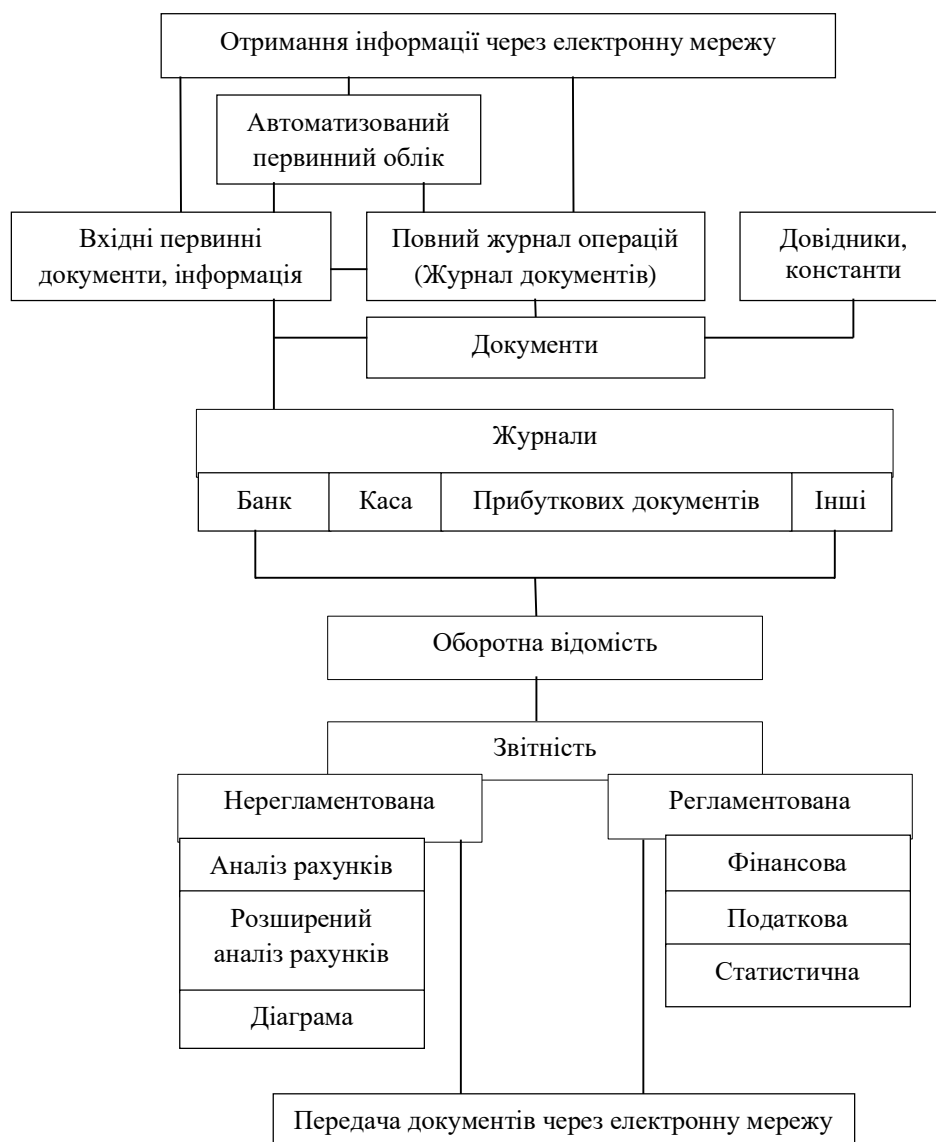 Отримання інформації через електронну мережу
Автоматизований
первинний облік
Вхідні первинні
документи, інформація
Повний журнал операцій
(Журнал документів)
Довідники,
константи
Документи
Журнали
Банк
Каса
Прибуткових документів
Інші
Оборотна відомість
Звітність
Нерегламентована
Регламентована
Аналіз рахунків
Розширений
аналіз рахунків
Діаграма
Фінансова
Податкова
Статистична
Передача документів через електронну мережу